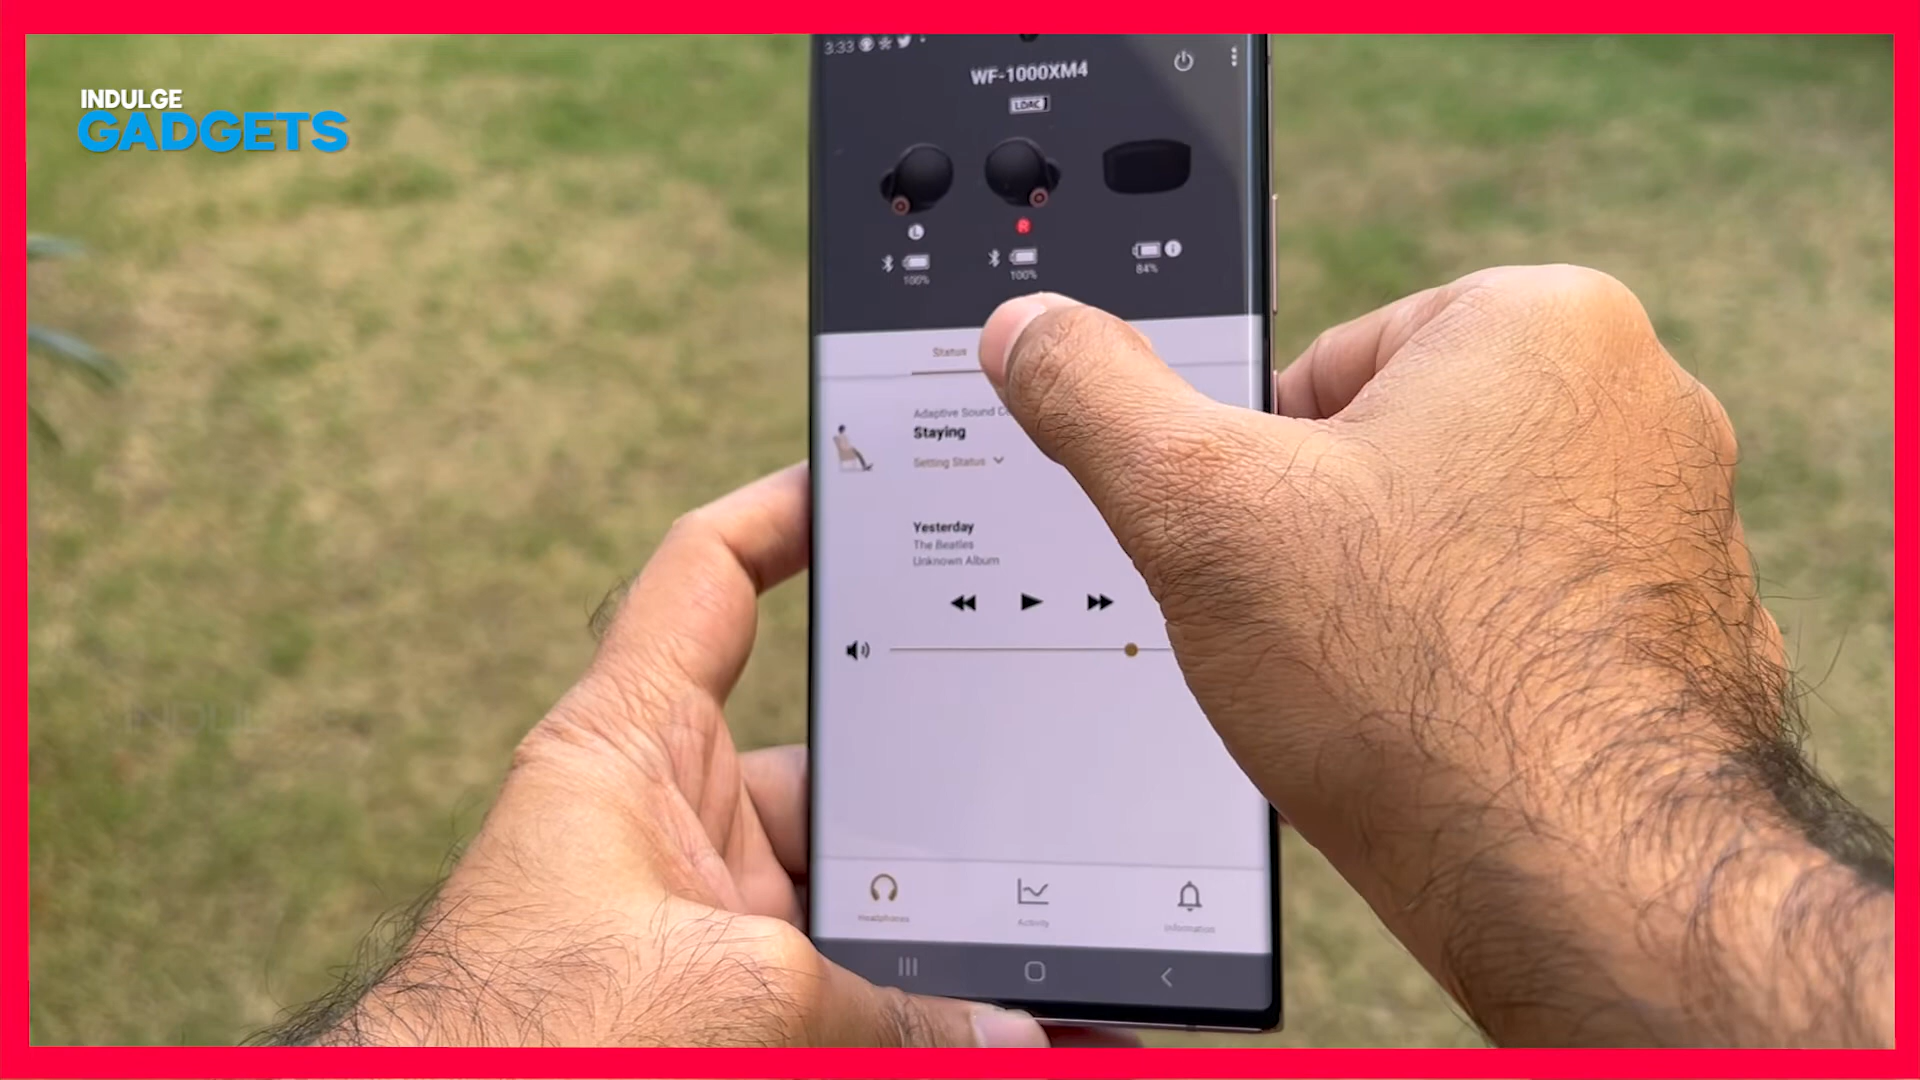 INDULGE
GADGETS
3:33
WF-1000XM4
LDAC
L
R
100%
100%
84%
Status
Adaptive Sound
Staying
Setting Status
Yesterday
The Beatles
Unknown Album
Headphones
Activity
Information